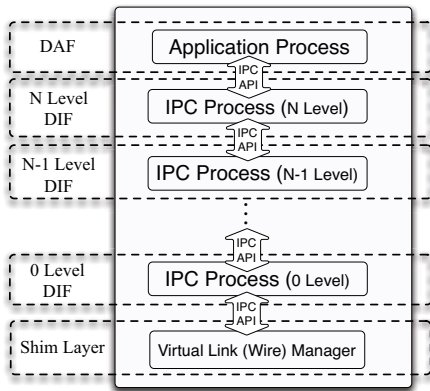 DAF
Application Process
IPC
API
N Level
DIF
IPC Process (N Level)
IPC
API
N-1 Level
DIF
IPC Process (N-1 Level)
IPC
API
0 Level
DIF
IPC Process (0 Level)
IPC
API
Shim Layer
Virtual Link (Wire) Manager